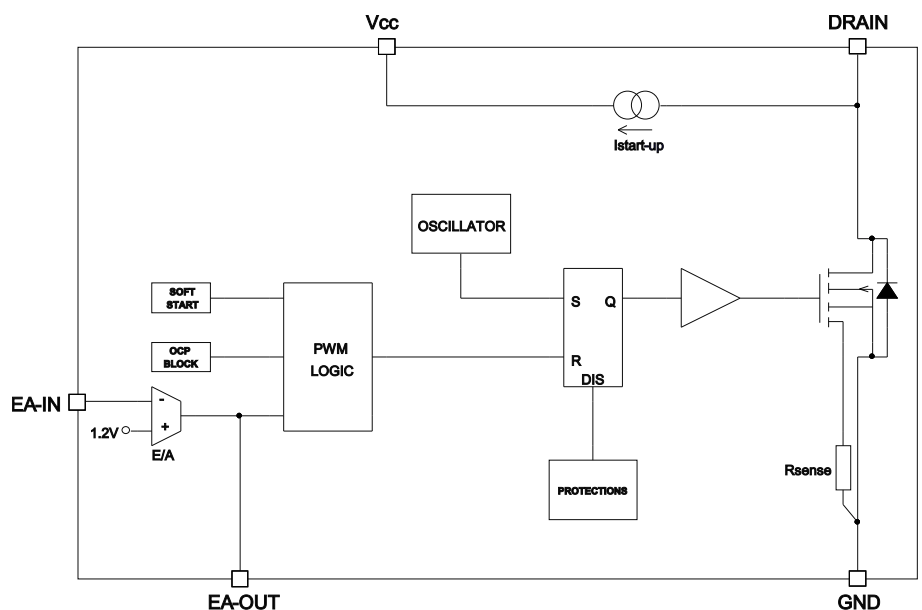 Vcc
DRAIN
Istart-up
OSCILLATOR
SOFT
START
S
Q
PWM
LOGIC
OCP
BLOCK
R
DIS
EA-IN
-
1.2V
+
E/A
Rsense
PROTECTIONS
EA-OUT
GND